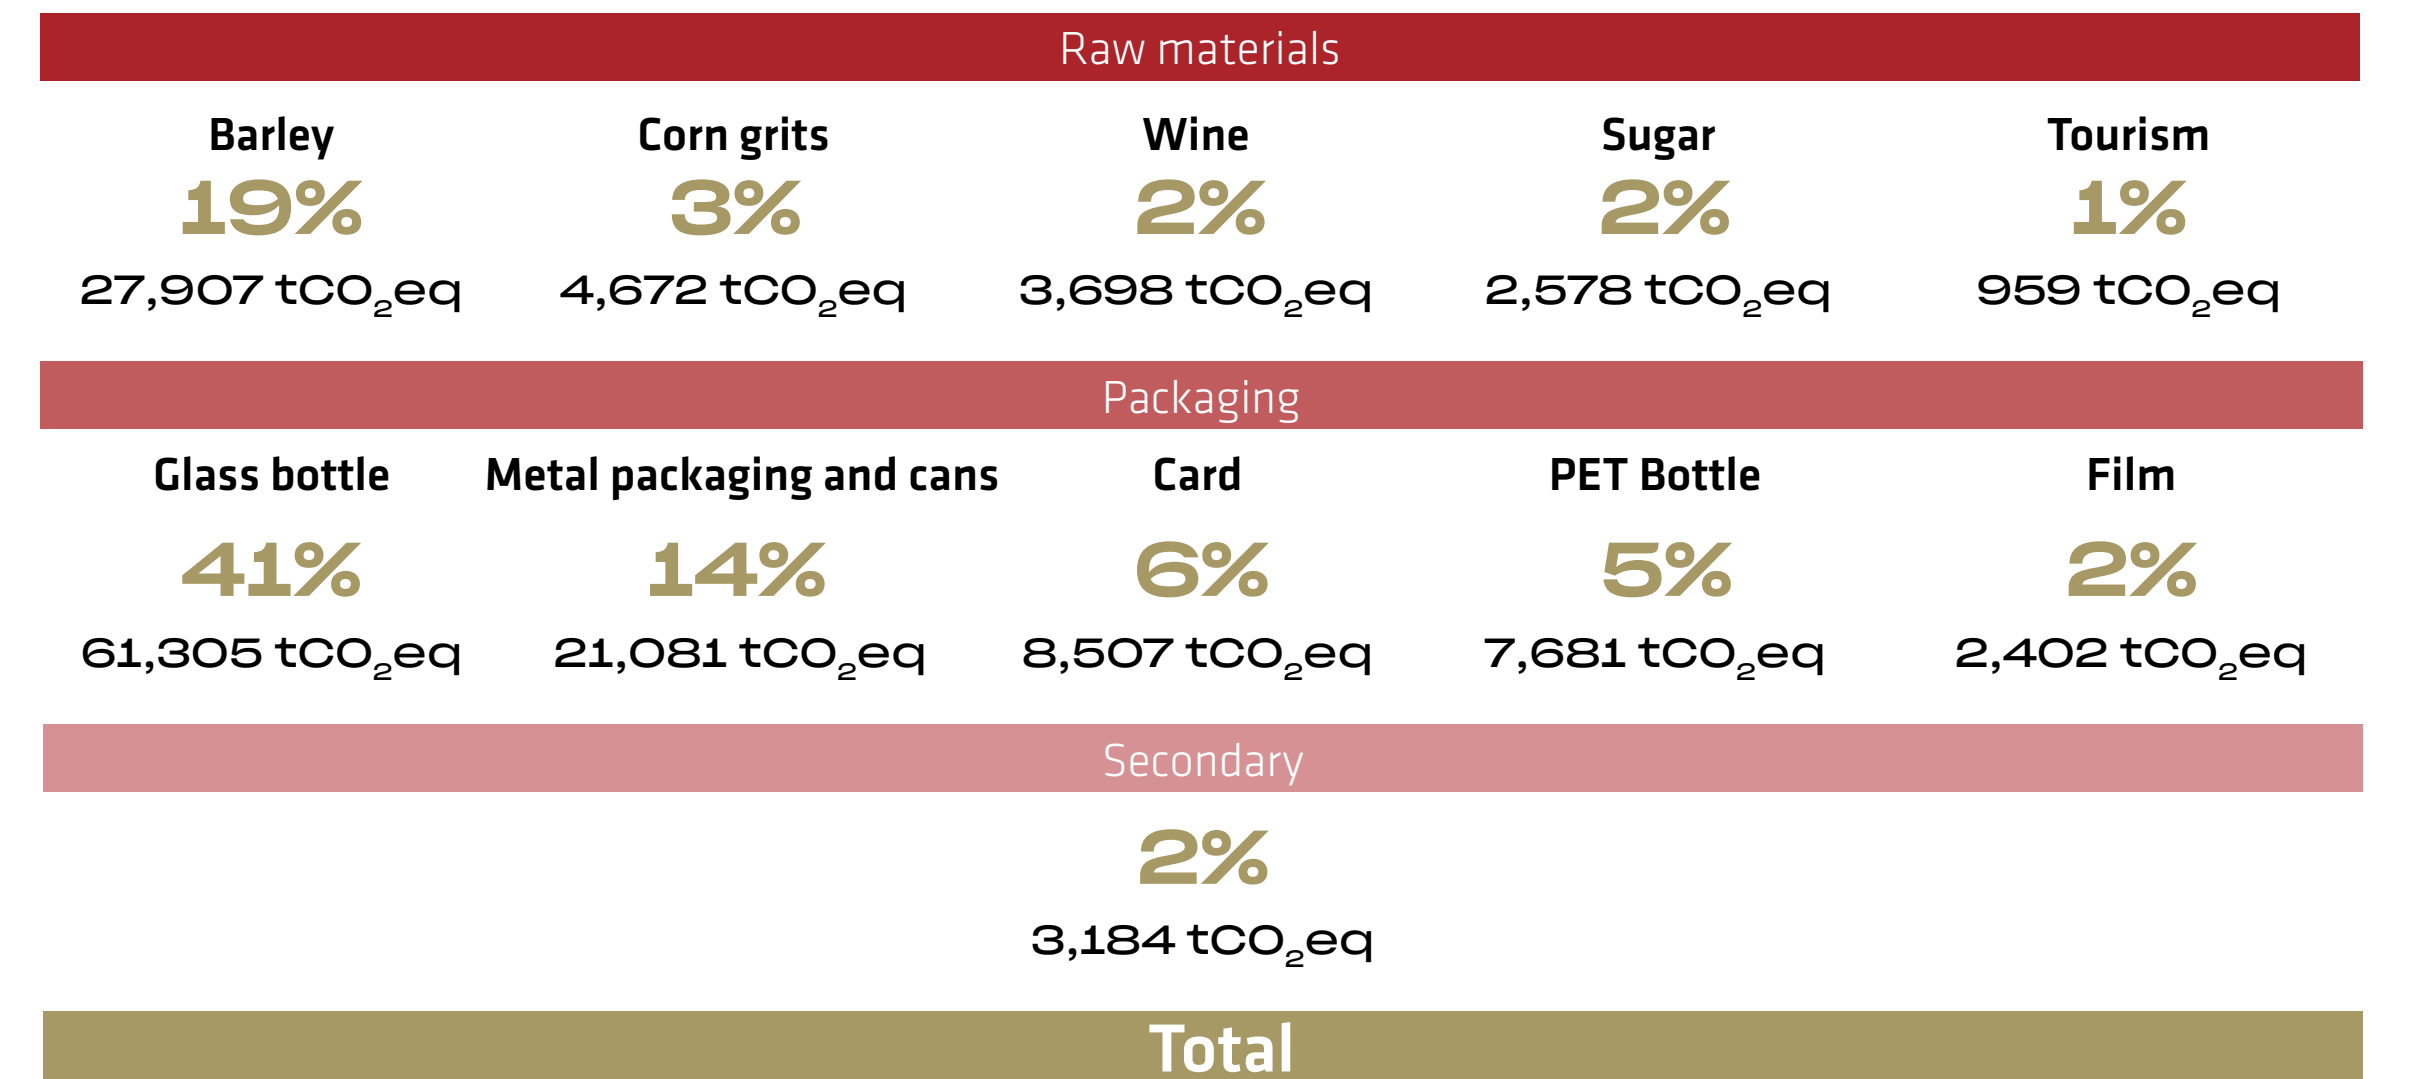 Raw materials
Barley Corn grits Wine Sugar Tourism
19% 3% 2% 2% 1%
27,907 tCO₂eq 4,672 tCO₂eq 3,698 tCO₂eq 2,578 tCO₂eq 959 tCO₂eq
Packaging
Glass bottle Metal packaging and cans Card PET Bottle Film
41% 14% 6% 5% 2%
61,305 tCO₂eq 21,081 tCO₂eq 8,507 tCO₂eq 7,681 tCO₂eq 2,402 tCO₂eq
Secondary
2%
3,184 tCO₂eq
Total